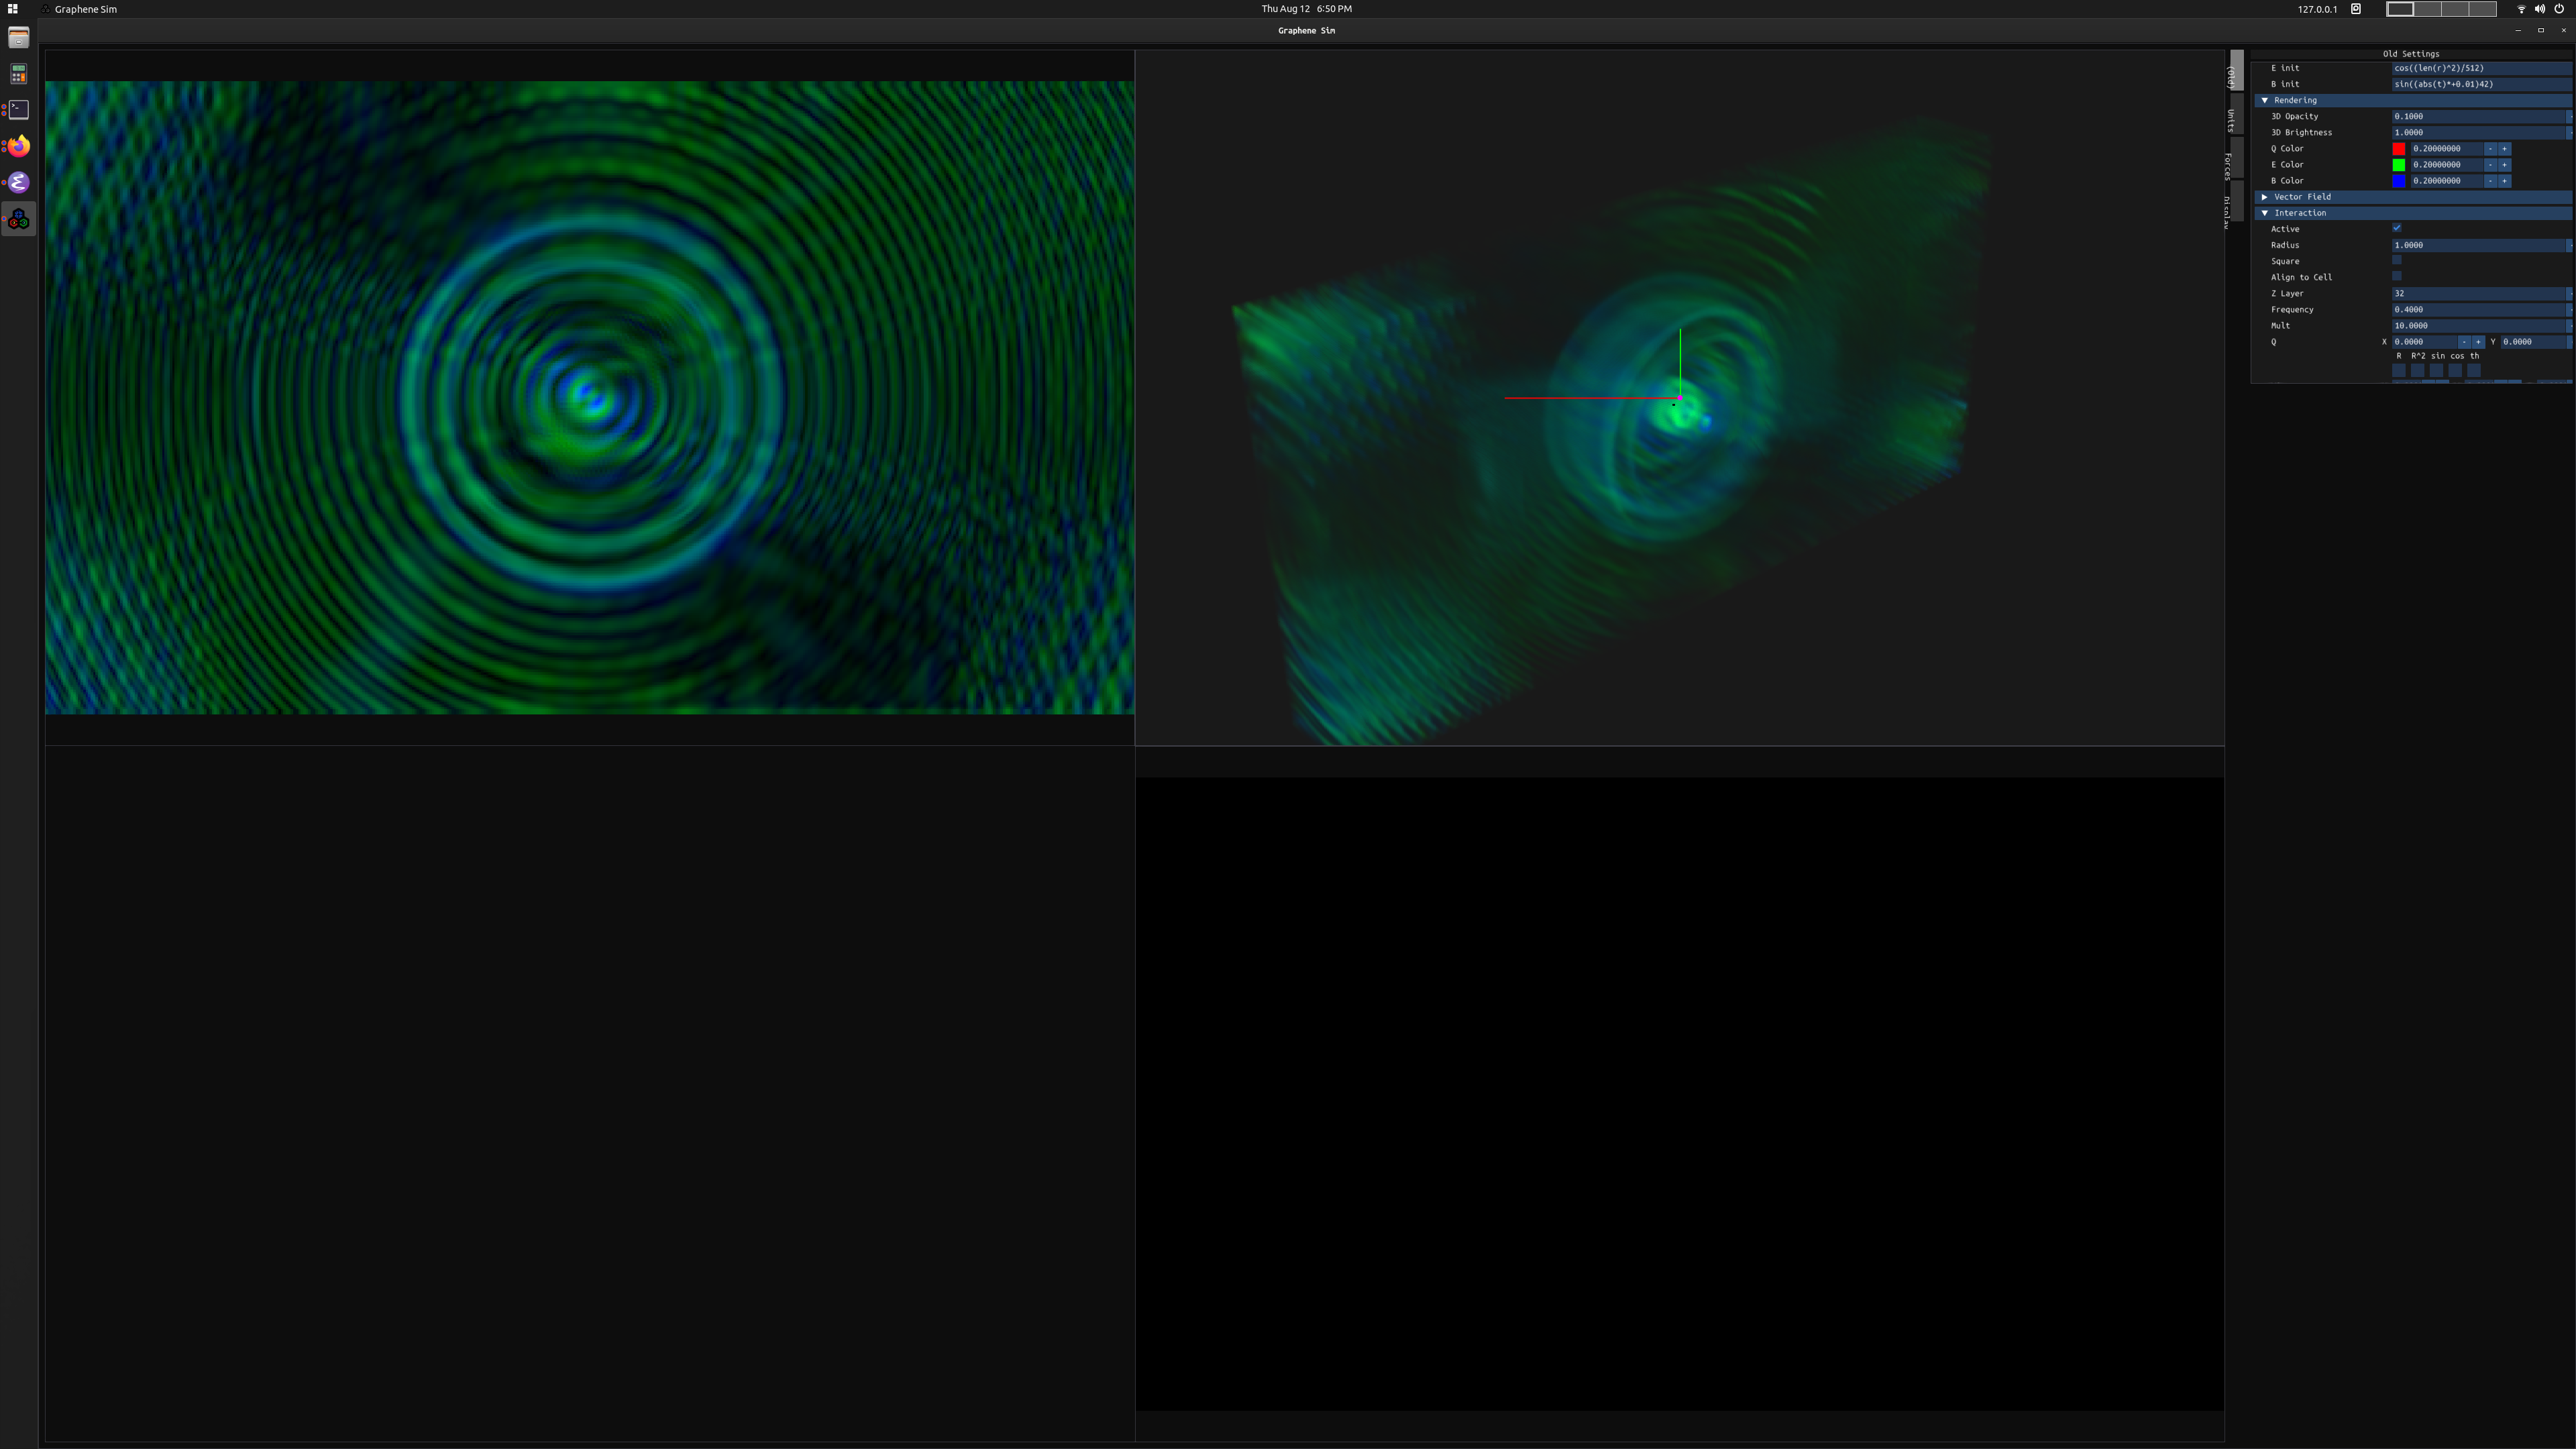 Graphene Sim
Thu Aug 12 6:50 PM
127.0.0.1
Graphene Sim
(Old)
Units
Forces
Display
Old Settings
E init cos((len(r)^2)/512)
B init sin((abs(t)*+0.01)42)
Rendering
3D Opacity 0.1000
3D Brightness 1.0000
Q Color 0.20000000 - +
E Color 0.20000000 - +
B Color 0.20000000 - +
Vector Field
Interaction
Active
Radius 1.0000
Square
Align to Cell
Z Layer 32
Frequency 0.4000
Mult 10.0000
Q X 0.0000 - + Y 0.0000
R R^2 sin cos th